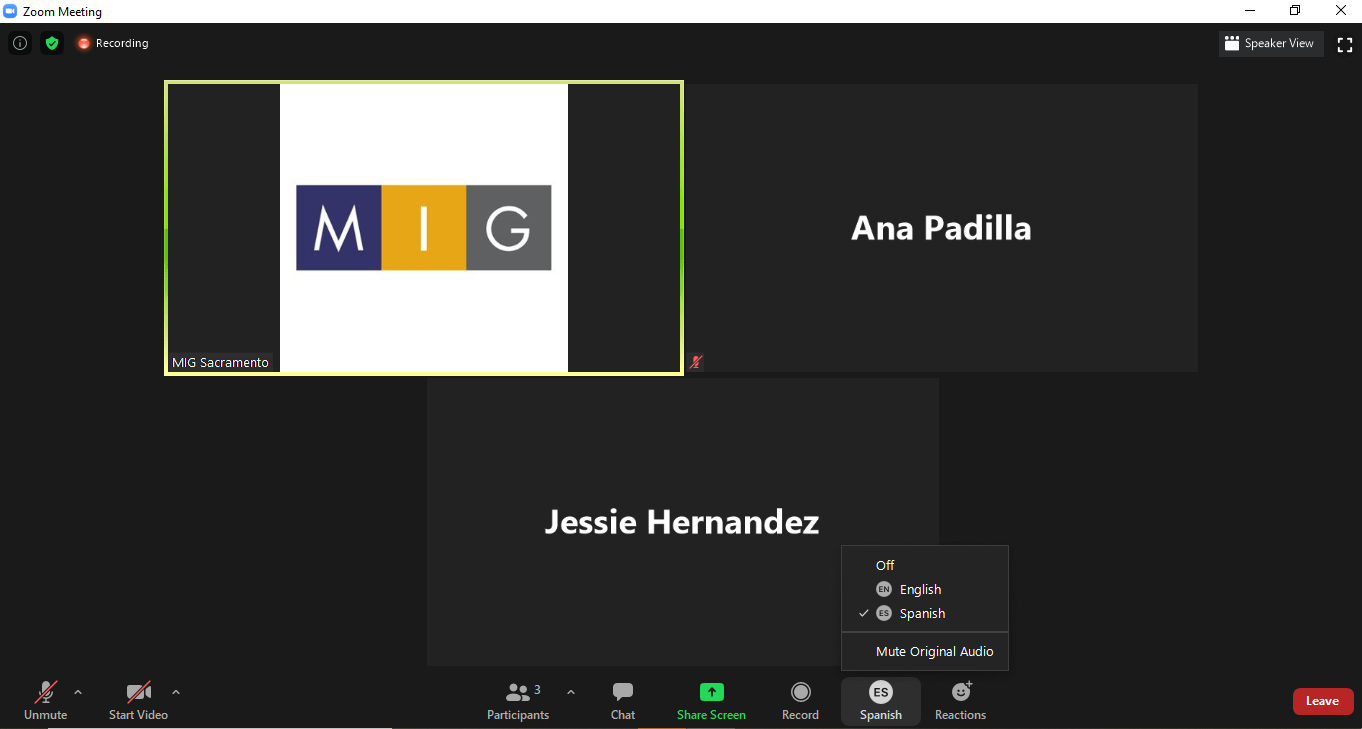 Zoom Meeting
Recording
Speaker View
M I G
MIG Sacramento
Ana Padilla
Jessie Hernandez
Off
EN English
ES Spanish
Mute Original Audio
Unmute
Start Video
3
Participants
Chat
Share Screen
Record
ES
Spanish
Reactions
Leave